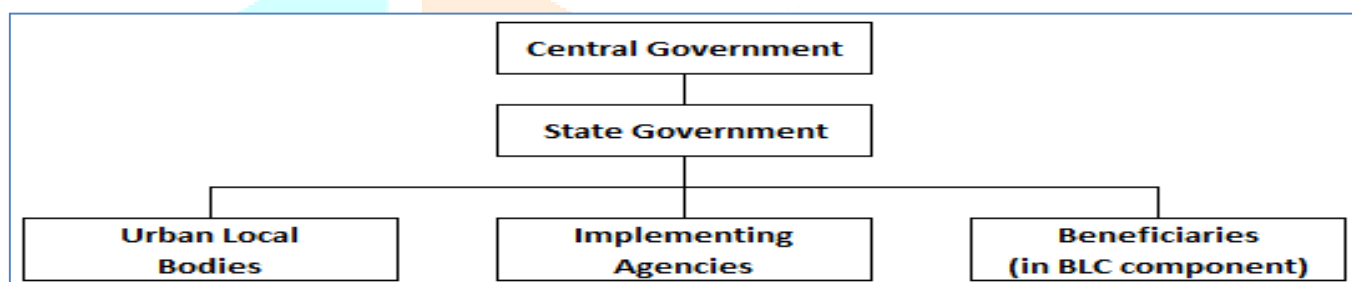 Central Government
State Government
Urban Local
Bodies
Implementing
Agencies
Beneficiaries
(in BLC component)